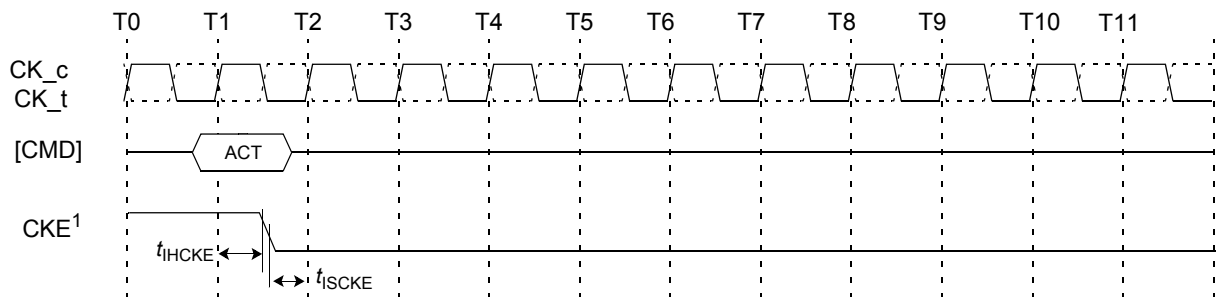 T0 T1 T2 T3 T4 T5 T6 T7 T8 T9 T10 T11
CK_c
CK_t
[CMD] ACT
CKE1
tIHCKE
tISCKE